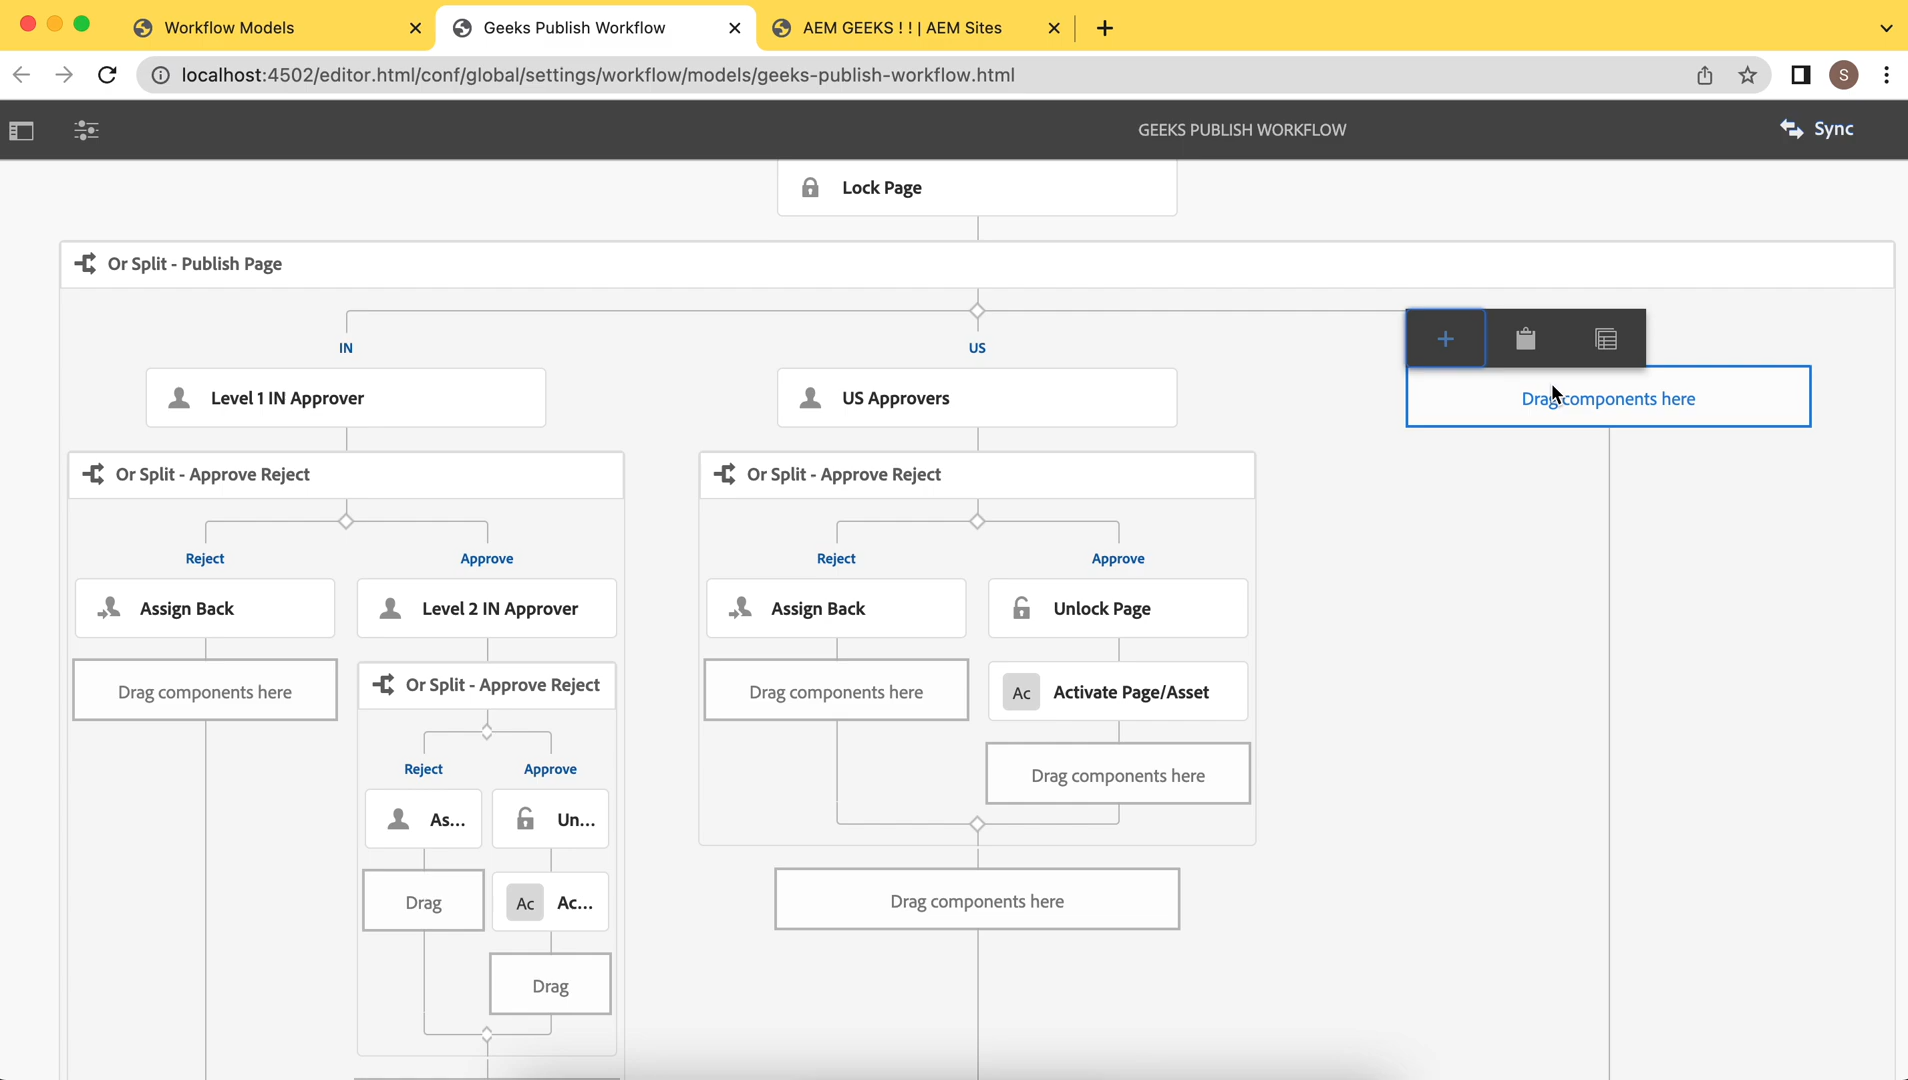 Workflow Models
Geeks Publish Workflow
AEM GEEKS ! ! | AEM Sites
localhost:4502/editor.html/conf/global/settings/workflow/models/geeks-publish-workflow.html
S
GEEKS PUBLISH WORKFLOW
Sync
Lock Page
Or Split - Publish Page
IN
US
Level 1 IN Approver
US Approvers
Drag components here
Or Split - Approve Reject
Or Split - Approve Reject
Reject
Approve
Reject
Approve
Assign Back
Level 2 IN Approver
Assign Back
Unlock Page
Drag components here
Or Split - Approve Reject
Drag components here
Ac
Activate Page/Asset
Reject
Approve
Drag components here
As...
Un...
Drag
Ac
Ac...
Drag components here
Drag